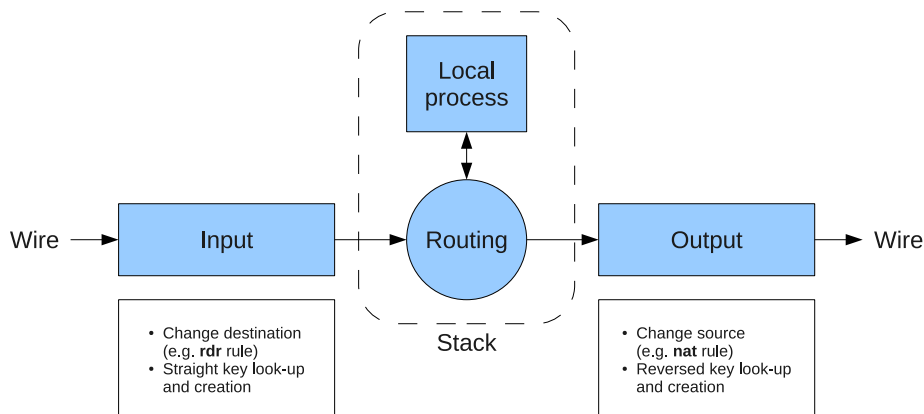 Local
process
Wire
Input
Routing
Output
Wire
Stack
• Change destination
(e.g. rdr rule)
• Straight key look-up
and creation
• Change source
(e.g. nat rule)
• Reversed key look-up
and creation